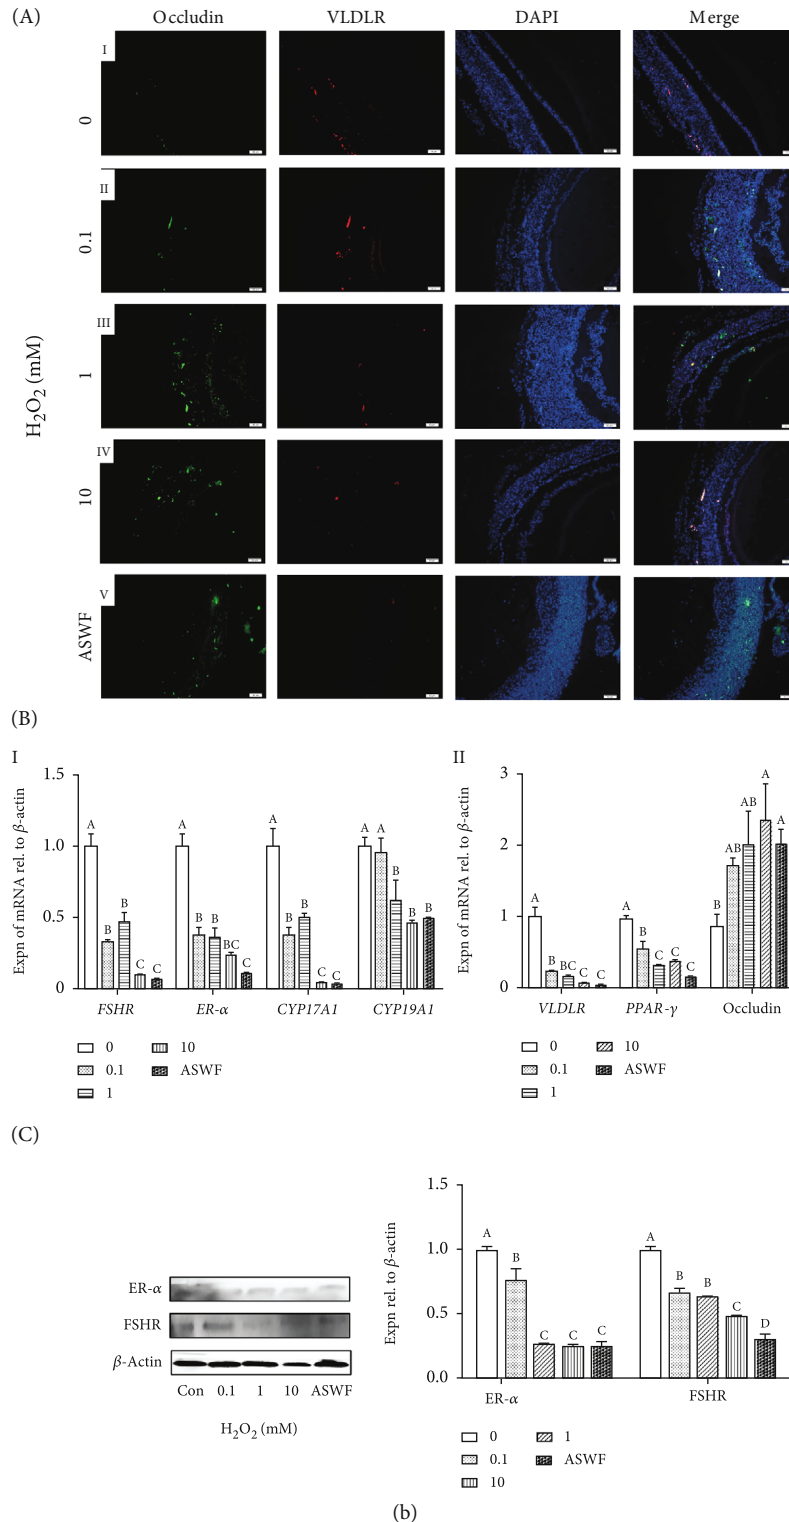 (A)
Occludin VLDLR DAPI Merge
H₂O₂ (mM)
I
0
II
0.1
III
1
IV
10
V
ASWF
(B)
I
Expn of mRNA rel. to β-actin
1.5
1.0
0.5
0
A B B C C
A B B BC C
A B B C C
A A B B B
FSHR ER-α CYP17A1 CYP19A1
0 10
0.1 ASWF
1
II
Expn of mRNA rel. to β-actin
3
2
1
0
A B BC C C
A B C C C
B AB AB A A
VLDLR PPAR-γ Occludin
0 10
0.1 ASWF
1
(C)
ER-α
FSHR
β-Actin
Con 0.1 1 10 ASWF
H₂O₂ (mM)
Expn rel. to β-actin
1.5
1.0
0.5
0.0
A B C C C
A B B C D
ER-α FSHR
0 1
0.1 ASWF
10
(b)